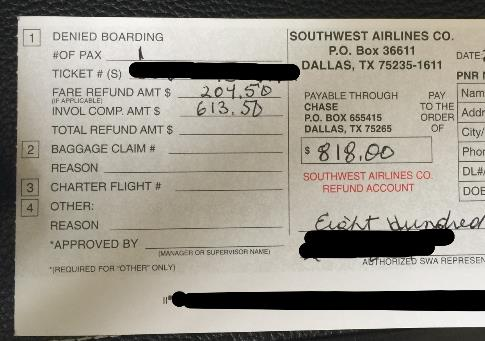 1 DENIED BOARDING
#OF PAX 1
TICKET # (S)
FARE REFUND AMT $ 204.50
(IF APPLICABLE)
INVOL COMP. AMT $ 613.50
TOTAL REFUND AMT $
2 BAGGAGE CLAIM #
REASON
3 CHARTER FLIGHT #
4 OTHER:
REASON
*APPROVED BY
(MANAGER OR SUPERVISOR NAME)
*(REQUIRED FOR "OTHER" ONLY)
SOUTHWEST AIRLINES CO.
P.O. Box 36611
DALLAS, TX 75235-1611
PAYABLE THROUGH
CHASE
P.O. BOX 655415
DALLAS, TX 75265
PAY
TO THE
ORDER
OF
$ 818.00
SOUTHWEST AIRLINES CO.
REFUND ACCOUNT
Eight Hundred
AUTHORIZED SWA REPRESEN
DATE:
PNR
Nam
Addr
City/
Phon
DL#/
DOB